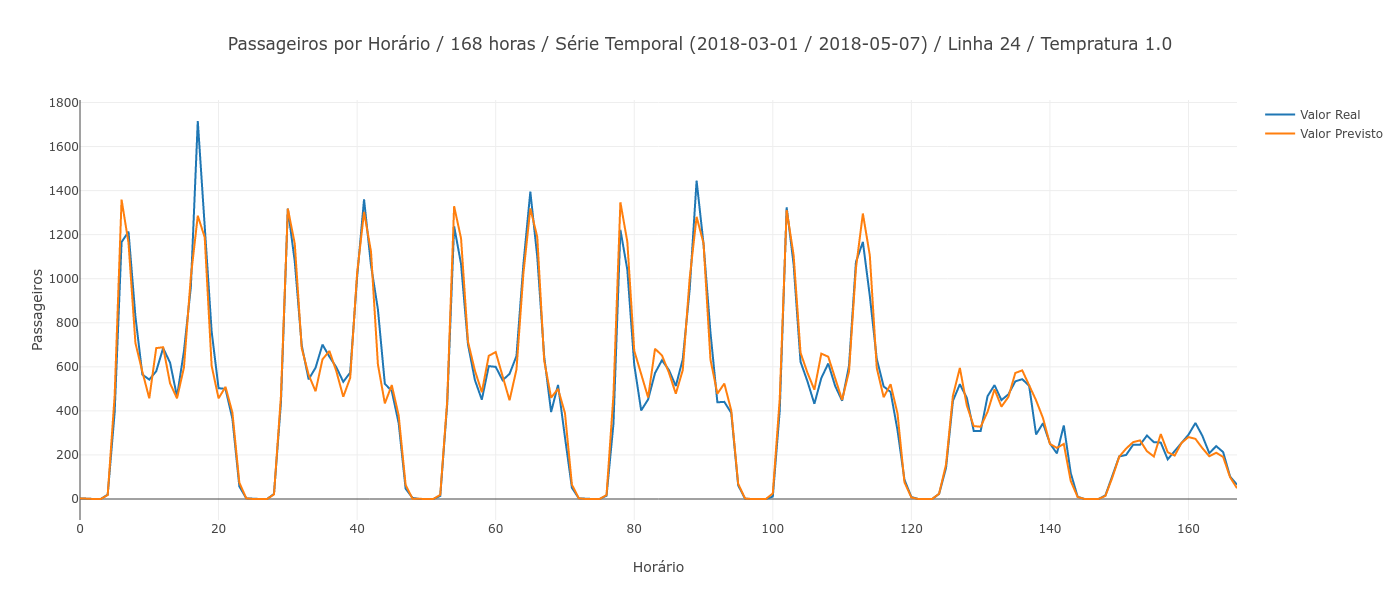 Passageiros por Horário / 168 horas / Série Temporal (2018-03-01 / 2018-05-07) / Linha 24 / Tempratura 1.0
Valor Real
Valor Previsto
Passageiros
1800
1600
1400
1200
1000
800
600
400
200
0
0 20 40 60 80 100 120 140 160
Horário